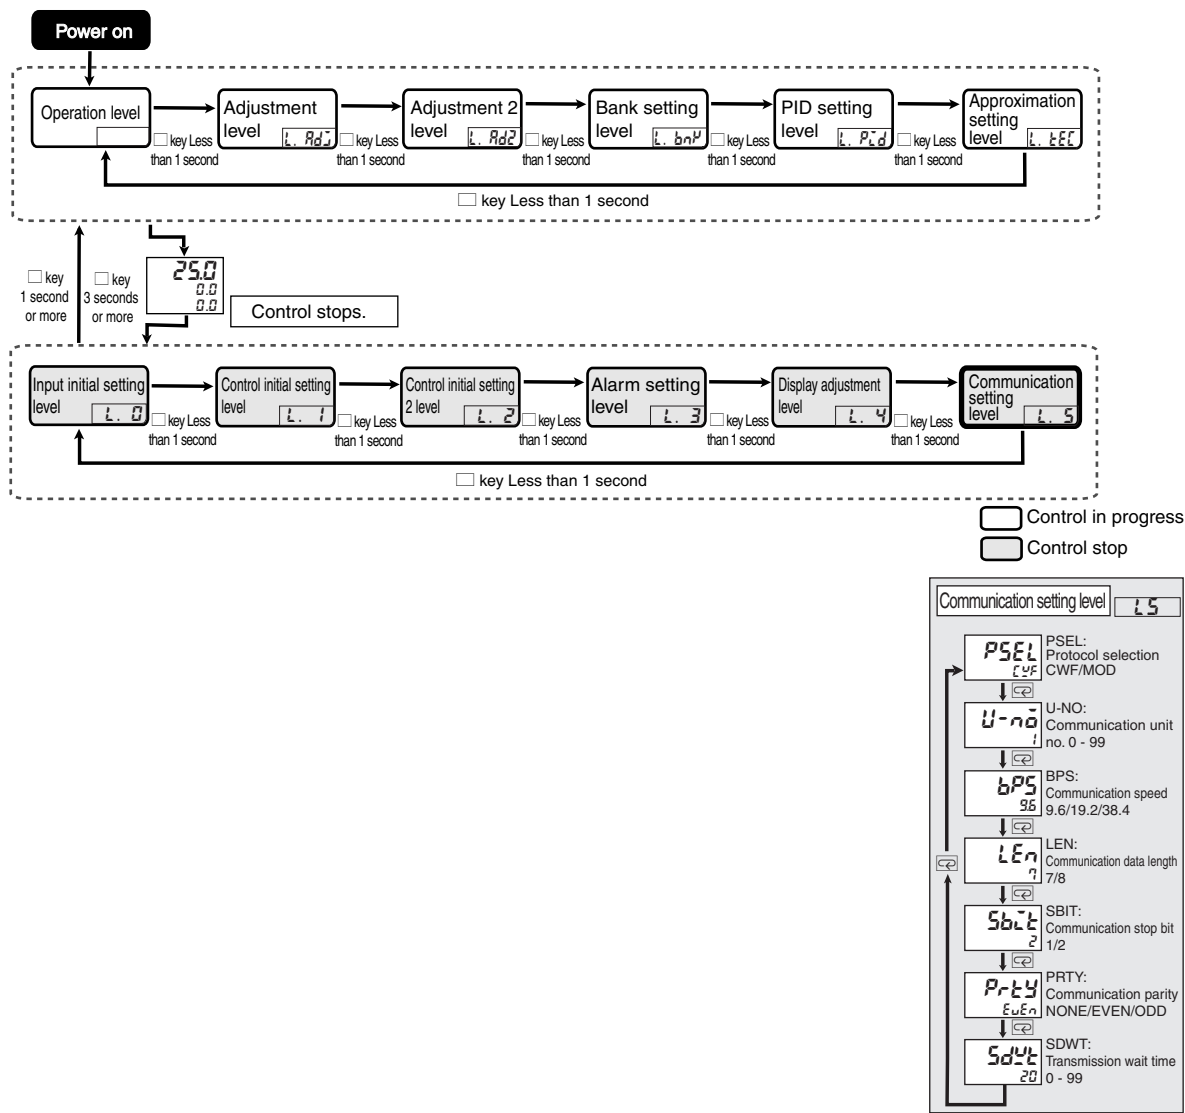 Power on
Operation level
Adjustment
level
L. Adj
Adjustment 2
level
L. Ad2
Bank setting
level
L. bnk
PID setting
level
L. Pid
Approximation
setting
level
L. tEC
key Less
than 1 second
key Less
than 1 second
key Less
than 1 second
key Less
than 1 second
key Less
than 1 second
key Less than 1 second
key
1 second
or more
key
3 seconds
or more
25.0
0.0
0.0
Control stops.
Input initial setting
level
L. 0
Control initial setting
level
L. 1
Control initial setting
2 level
L. 2
Alarm setting
level
L. 3
Display adjustment
level
L. 4
Communication
setting
level
L. 5
key Less
than 1 second
key Less
than 1 second
key Less
than 1 second
key Less
than 1 second
key Less
than 1 second
key Less than 1 second
Control in progress
Control stop
Communication setting level
L5
PSEL
CWF
PSEL:
Protocol selection
CWF/MOD
U-no
1
U-NO:
Communication unit
no. 0 - 99
bPS
9.6
BPS:
Communication speed
9.6/19.2/38.4
LEn
7
LEN:
Communication data length
7/8
Sbit
2
SBIT:
Communication stop bit
1/2
PrtY
EvEn
PRTY:
Communication parity
NONE/EVEN/ODD
Sdwt
20
SDWT:
Transmission wait time
0 - 99